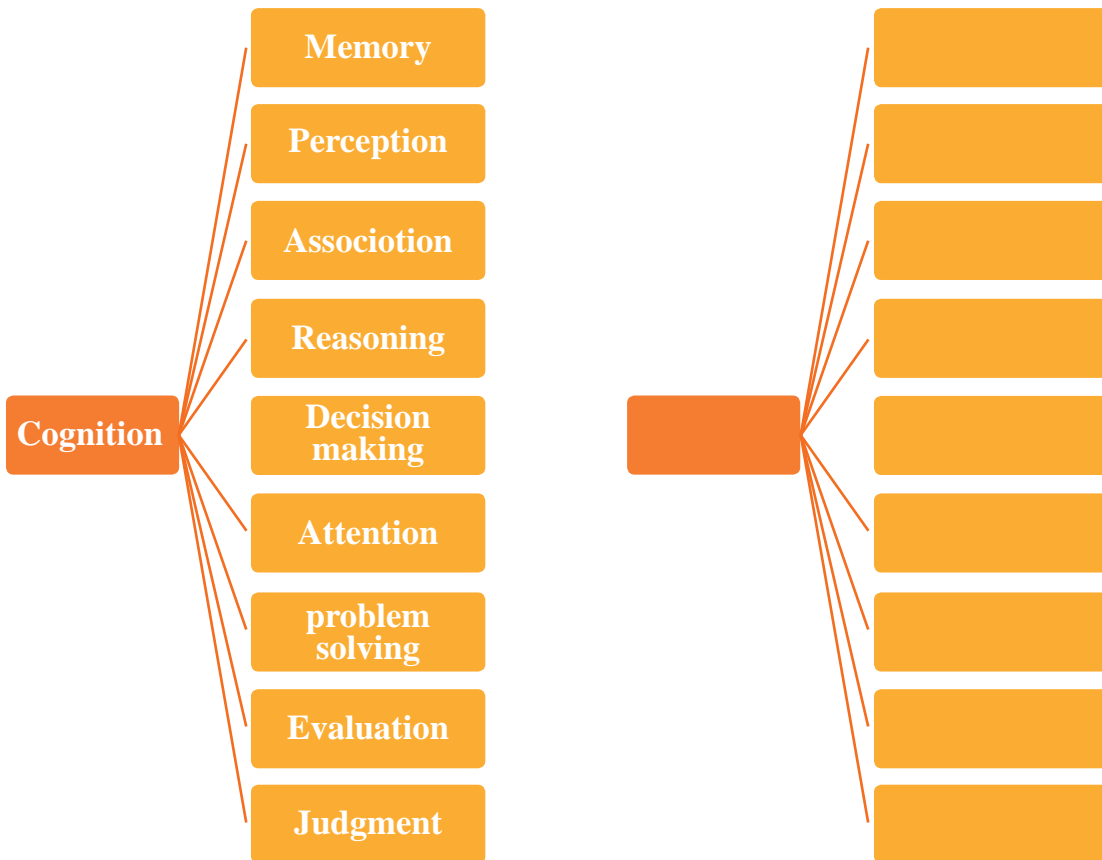 Memory
Perception
Associotion
Reasoning
Cognition
Decision
making
Attention
problem
solving
Evaluation
Judgment